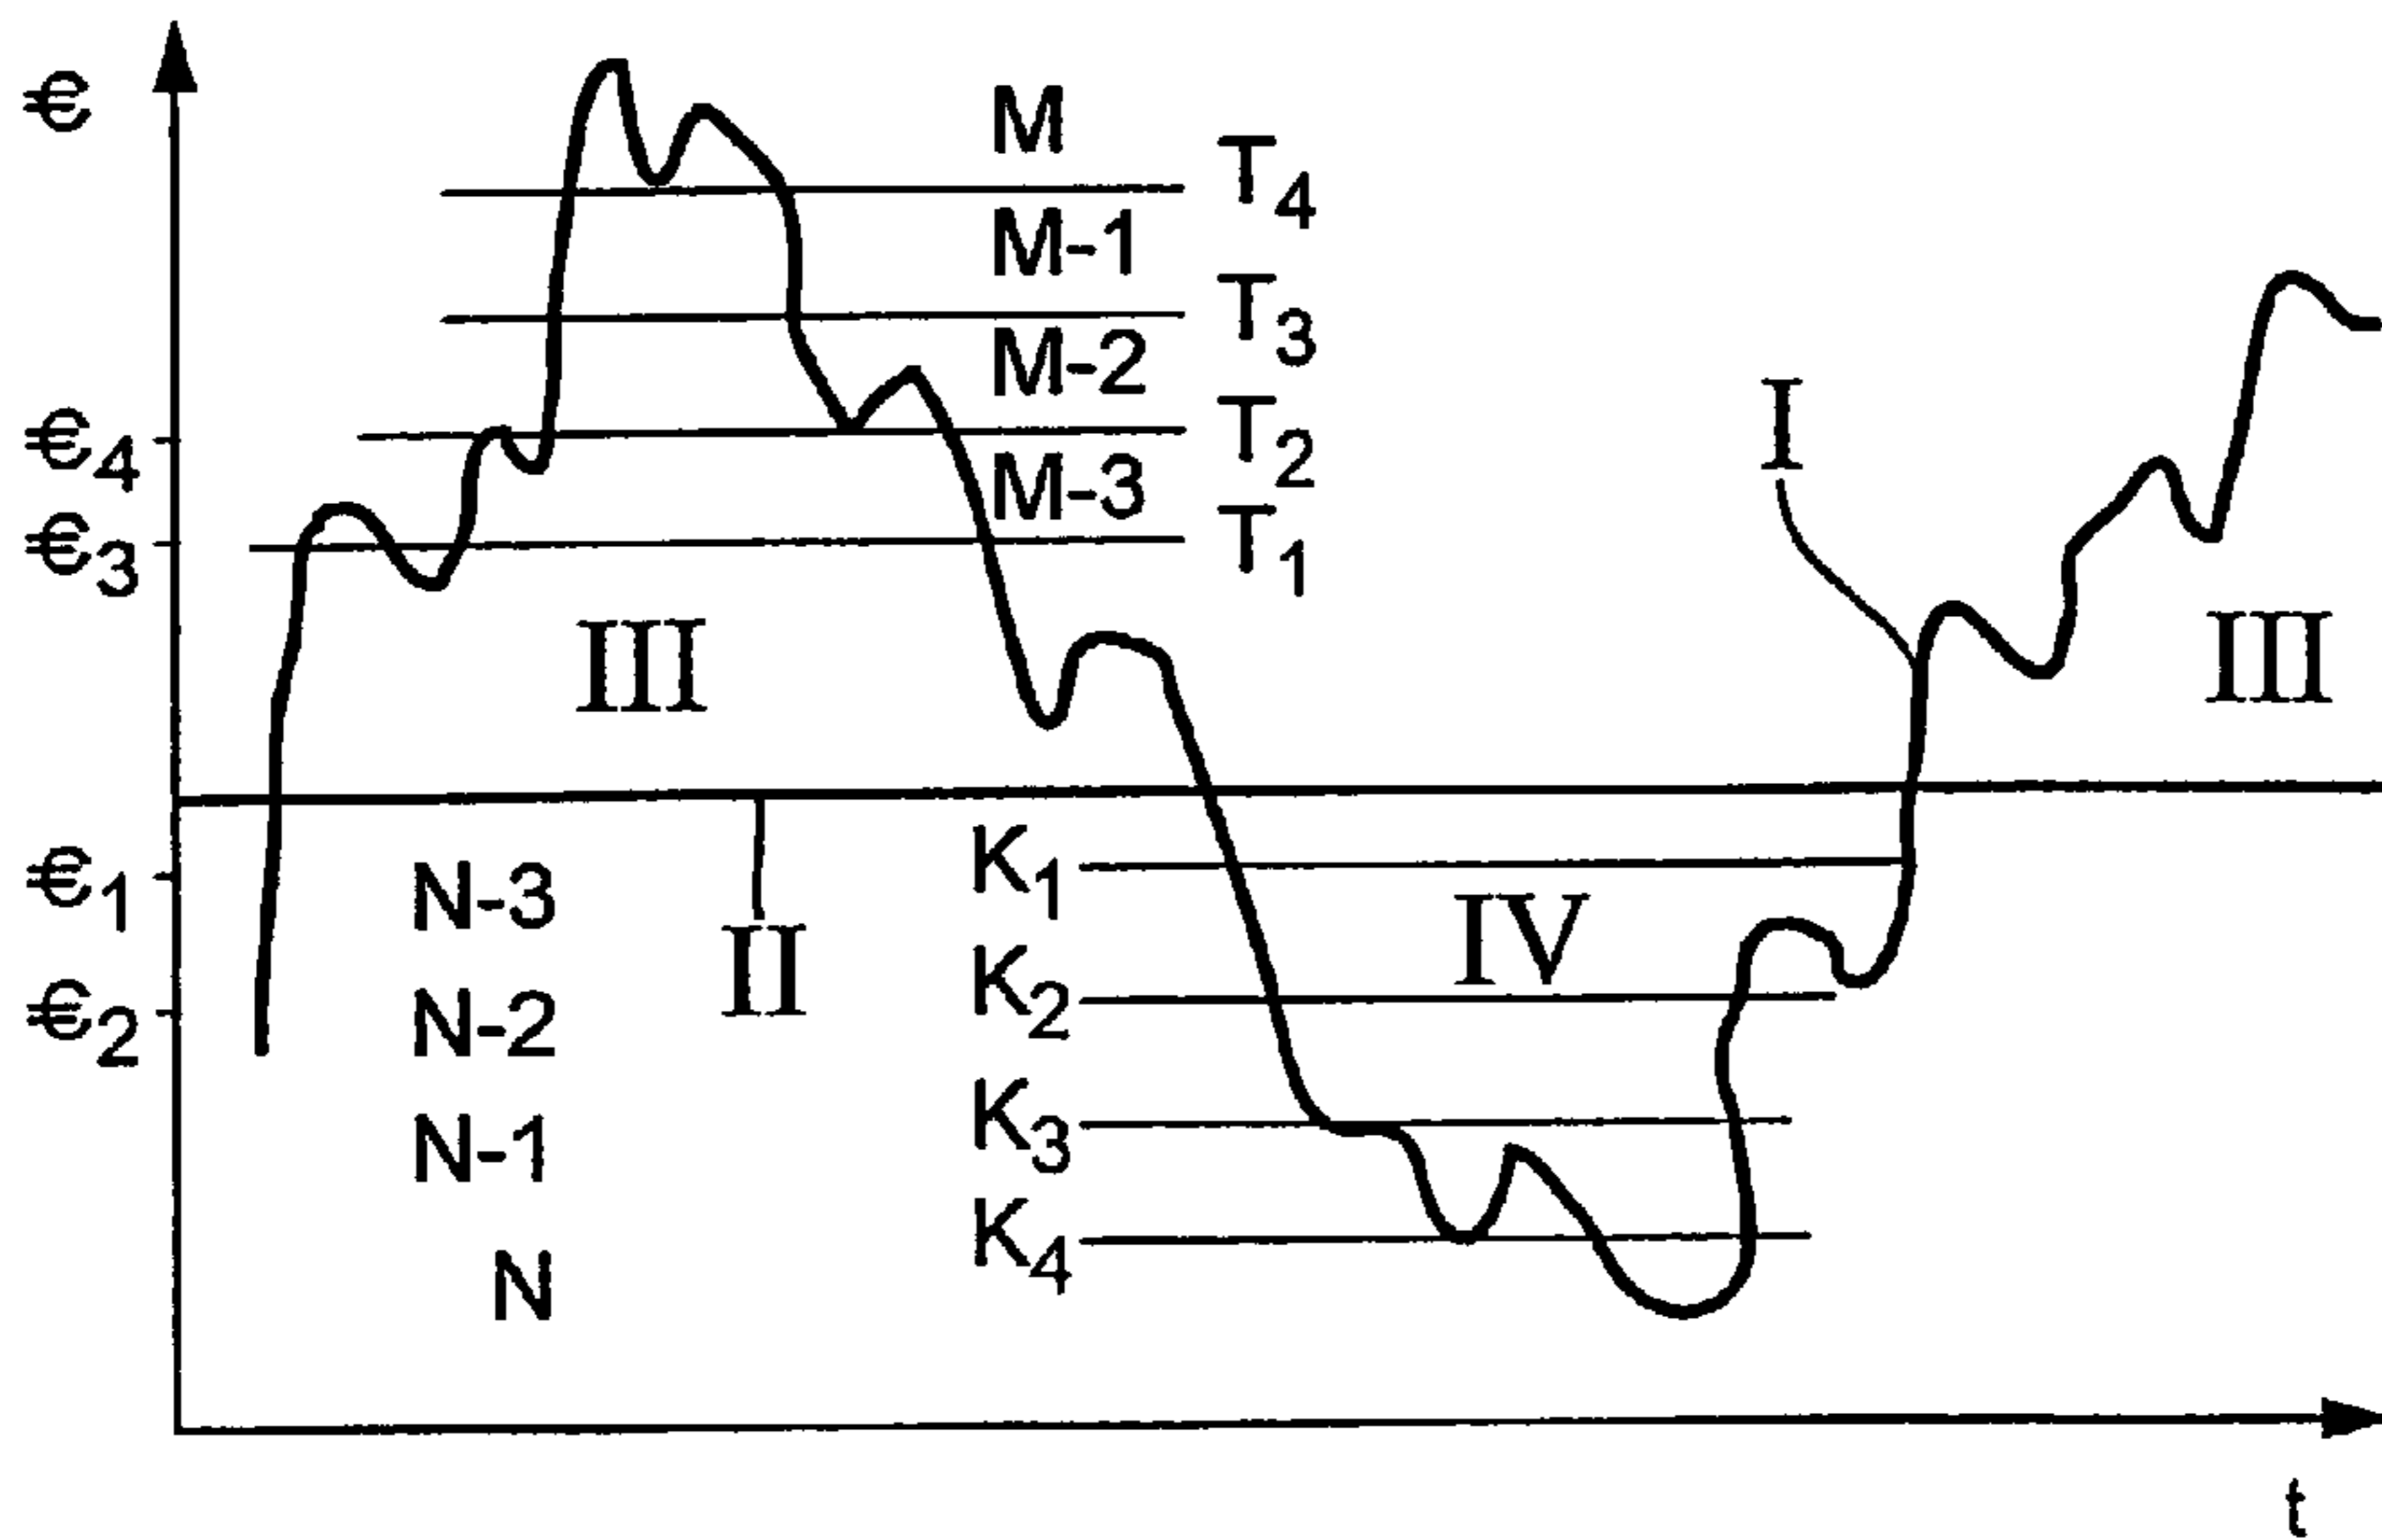 €
M
T4
M-1
T3
M-2
€4
T2
M-3
€3
T1
I
III
III
II
€1
N-3
K1
IV
€2
N-2
K2
N-1
K3
N
K4
t